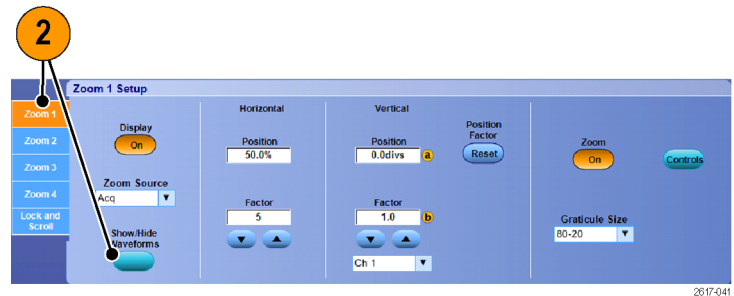 2
Zoom 1 Setup
Zoom 1
Zoom 2
Zoom 3
Zoom 4
Lock and
Scroll
Display
On
Zoom Source
Acq
Show/Hide
Waveforms
Horizontal
Position
50.0%
Factor
5
Vertical
Position
0.0divs
a
Factor
1.0
b
Ch 1
Position
Factor
Reset
Zoom
On
Graticule Size
80-20
Controls
2617-041